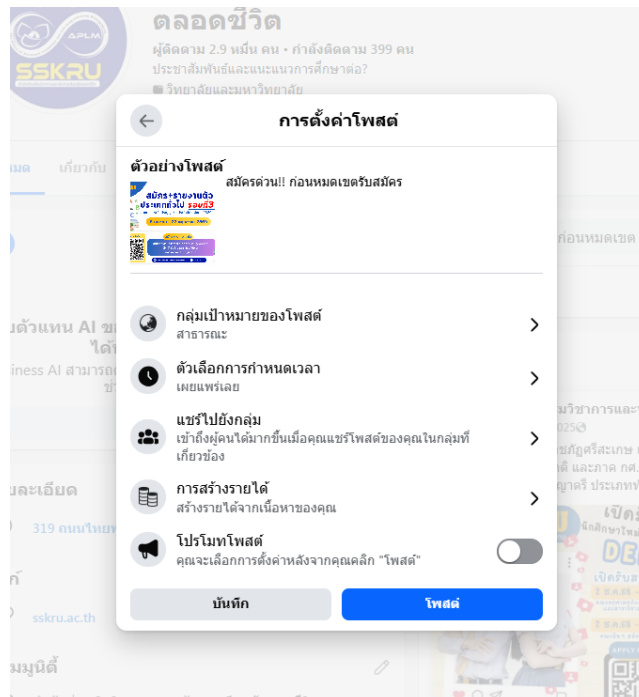 APLM
SSKRU
ตลอดชีวิต
ผู้ติดตาม 2.9 หมื่น คน • กำลังติดตาม 399 คน
ประชาสัมพันธ์และแนะแนวการศึกษาต่อ?
วิทยาลัยและมหาวิทยาลัย
การตั้งค่าโพสต์
เกี่ยวกับ
ตัวอย่างโพสต์
สมัครด่วน!! ก่อนหมดเขตรับสมัคร
สมัคร+รายงานตัว
ประเภททั่วไป รอบที่3
ก่อนหมดเขต
กลุ่มเป้าหมายของโพสต์
สาธารณะ
ตัวเลือกการกำหนดเวลา
เผยแพร่เลย
แชร์ไปยังกลุ่ม
เข้าถึงผู้คนได้มากขึ้นเมื่อคุณแชร์โพสต์ของคุณในกลุ่มที่
เกี่ยวข้อง
การสร้างรายได้
สร้างรายได้จากเนื้อหาของคุณ
โปรโมทโพสต์
คุณจะเลือกการตั้งค่าหลังจากคุณคลิก "โพสต์"
บันทึก
โพสต์
319 ถนนไทย
sskru.ac.th